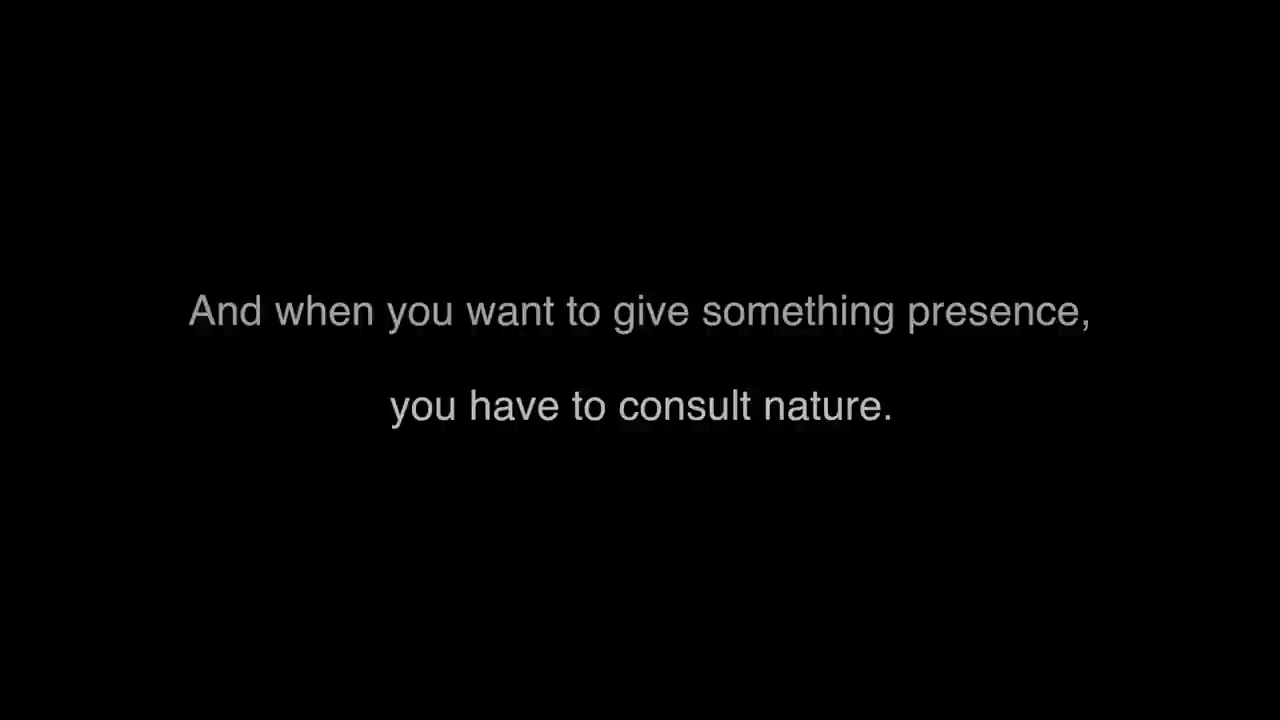 And when you want to give something presence,
you have to consult nature.